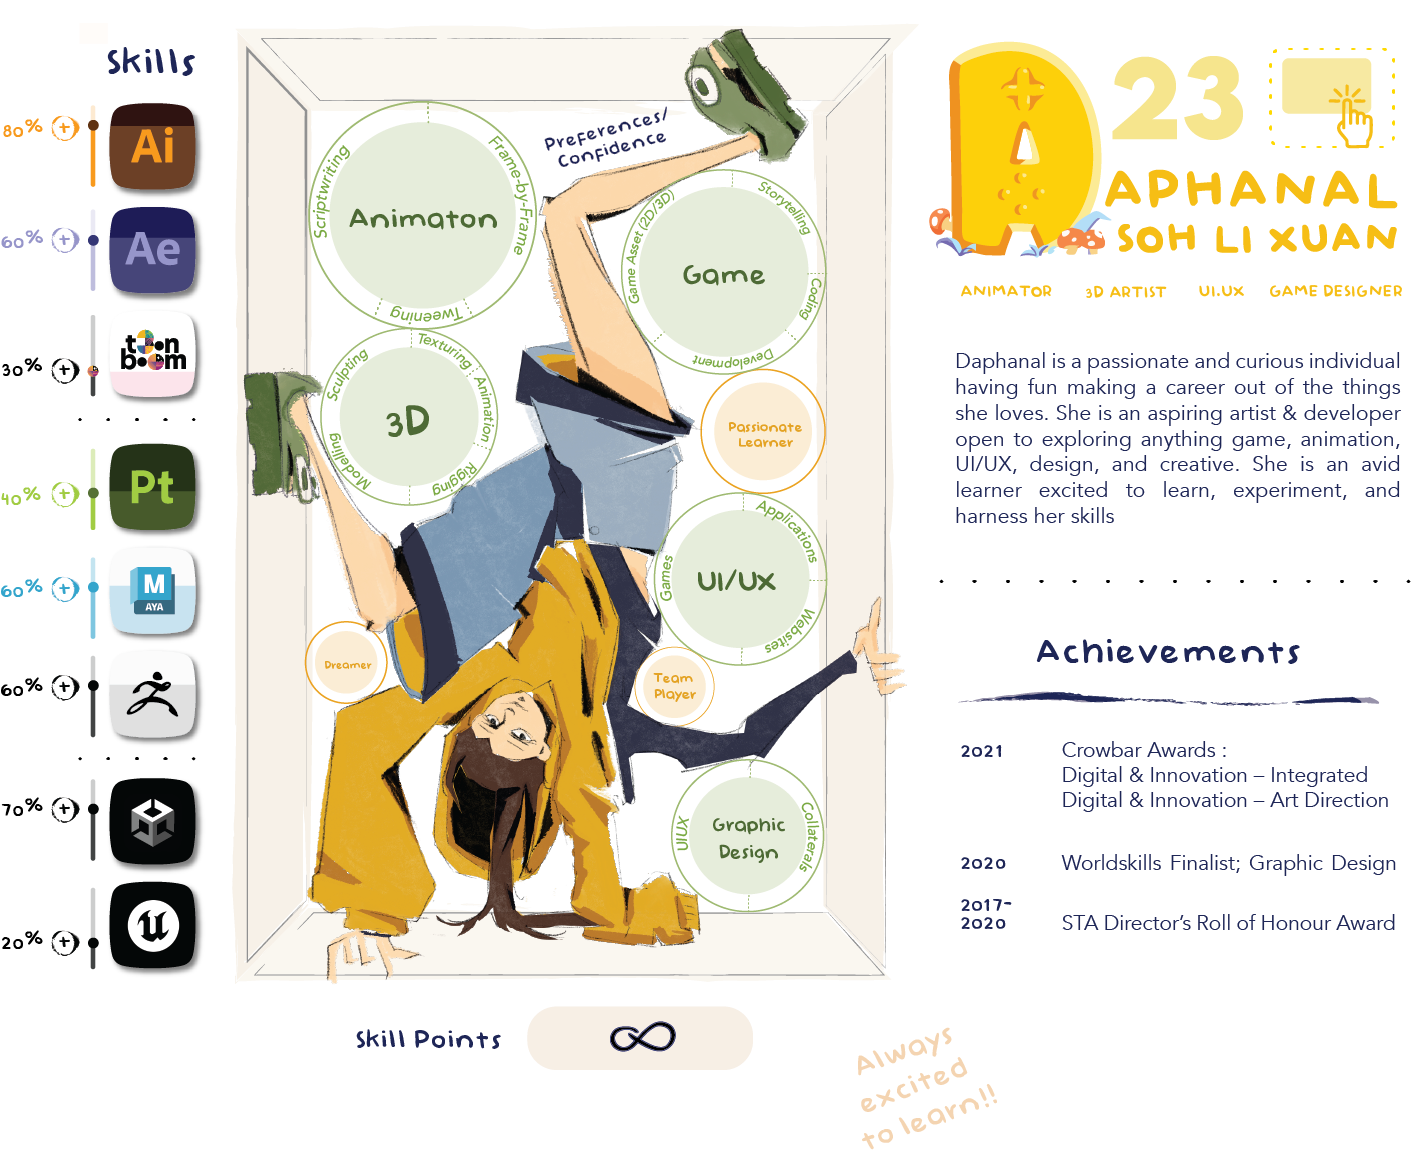 Skills
80%
Ai
60%
Ae
30%
toon
boom
40%
Pt
60%
M
AYA
60%
70%
20%
Preferences/
Confidence
Animaton
Scriptwriting
Frame-by-Frame
Tweening
Game
Game Asset (2D/3D)
Storytelling
Coding
Development
3D
Sculpting
Texturing
Animation
Rigging
Modelling
Passionate
Learner
UI/UX
Games
Applications
Websites
Dreamer
Team
Player
Graphic
Design
UIUX
Collaterals
Skill Points
D
23
APHANAL
SOH LI XUAN
ANIMATOR 3D ARTIST UI.UX GAME DESIGNER
Daphanal is a passionate and curious individual
having fun making a career out of the things
she loves. She is an aspiring artist & developer
open to exploring anything game, animation,
UI/UX, design, and creative. She is an avid
learner excited to learn, experiment, and
harness her skills
Achievements
2021 Crowbar Awards :
Digital & Innovation – Integrated
Digital & Innovation – Art Direction
2020 Worldskills Finalist; Graphic Design
2017-
2020 STA Director's Roll of Honour Award
Always
excited
to learn!!